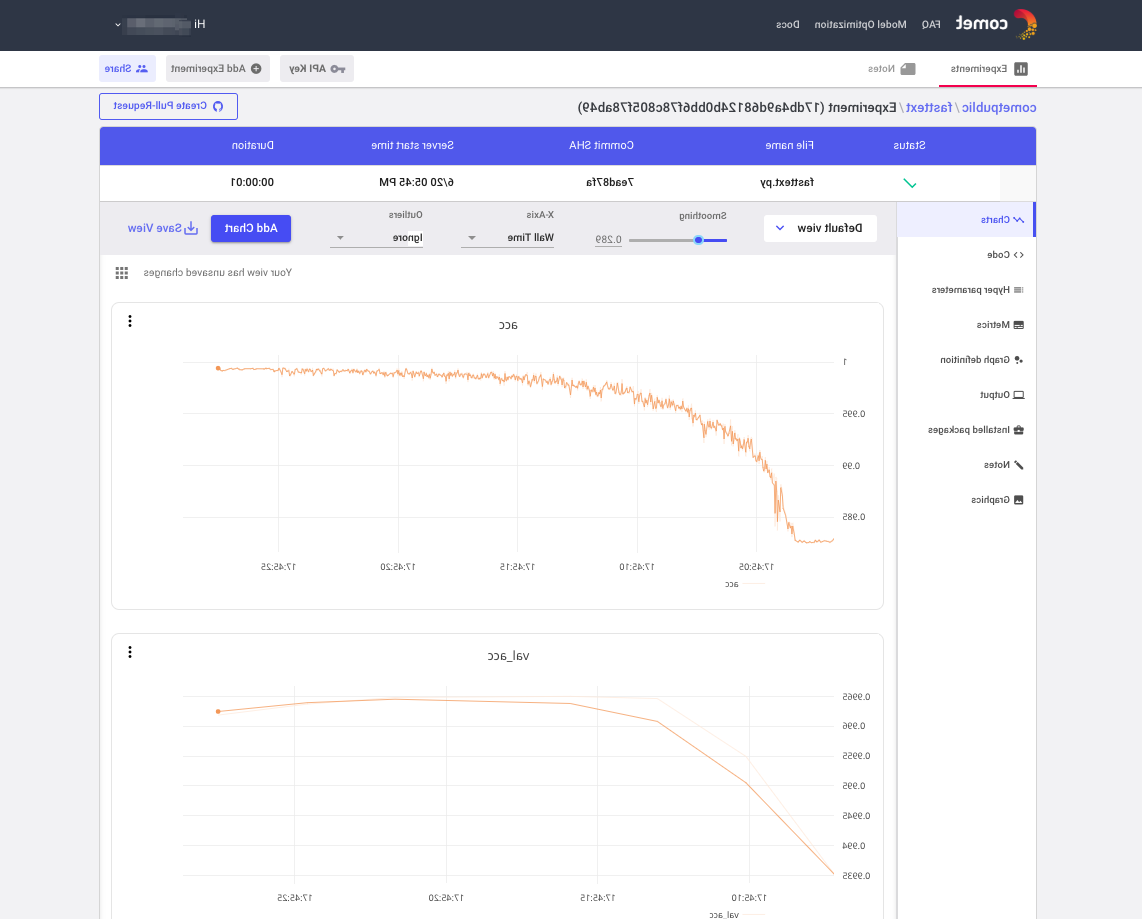 comet FAQ Model Optimization Docs Hi
Experiments Notes API Key Add Experiment Share
cometpublic / fasttext / Experiment (17db4a9d68124b0bb6f78c805f78ab49) Create Pull-Request
Status File name Commit SHA Server start time Duration
fasttext.py 7ead87fa 6/20 05:45 PM 00:00:01
Charts
Code
Hyper parameters
Metrics
Graph definition
Output
Installed packages
Notes
Graphics
Default view Smoothing 0.289 X-Axis Wall Time Outliers Ignore Add Chart Save View
Your view has unsaved changes
acc
1
0.995
0.99
0.985
17:45:05 17:45:10 17:45:15 17:45:20 17:45:25
acc
val_acc
0.9965
0.996
0.9955
0.995
0.9945
0.994
0.9935
17:45:10 17:45:15 17:45:20 17:45:25
val_acc